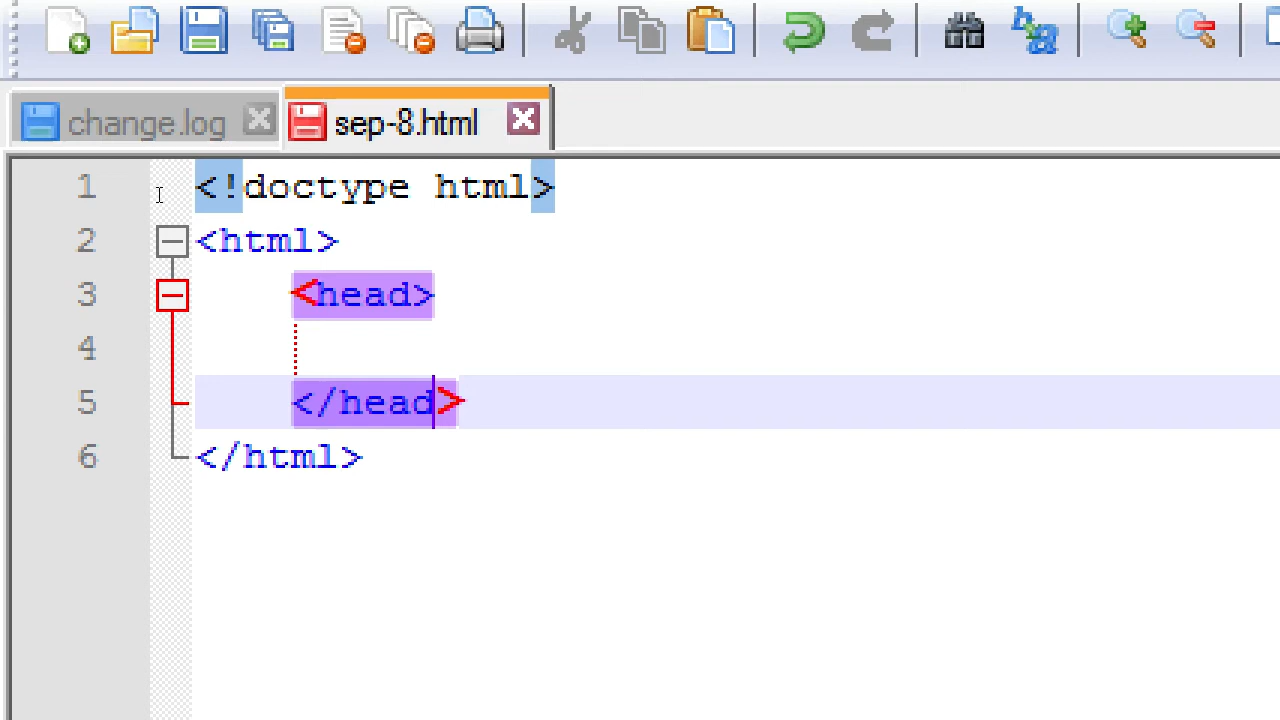 change.log sep-8.html
1 <!doctype html>
2 <html>
3 <head>
4
5 </head>
6 </html>